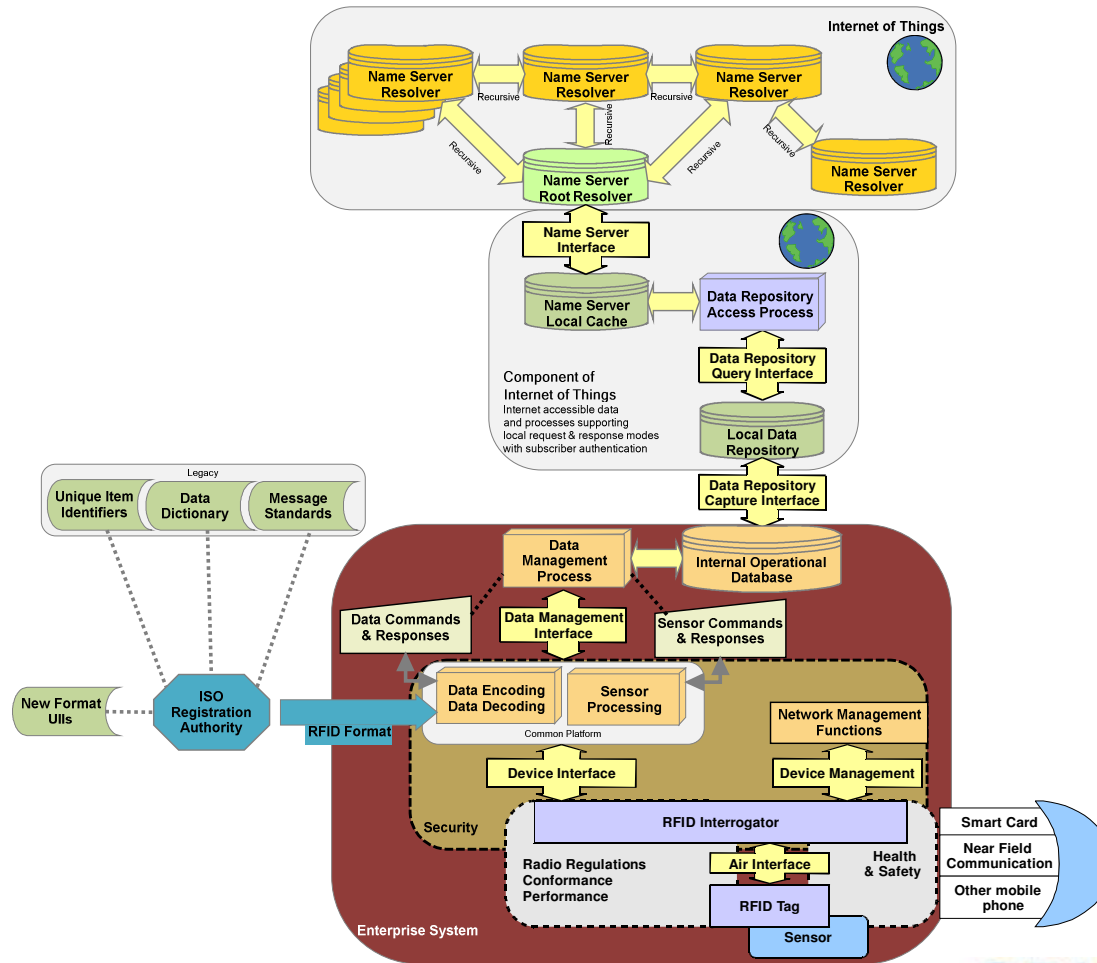 Internet of Things
Name Server
Resolver
Name Server
Resolver
Name Server
Resolver
Recursive
Recursive
Recursive
Recursive
Recursive
Recursive
Name Server
Resolver
Name Server
Root Resolver
Name Server
Interface
Name Server
Local Cache
Data Repository
Access Process
Data Repository
Query Interface
Component of
Internet of Things
Internet accessible data
and processes supporting
local request & response modes
with subscriber authentication
Local Data
Repository
Data Repository
Capture Interface
Legacy
Unique Item
Identifiers
Data
Dictionary
Message
Standards
Data
Management
Process
Internal Operational
Database
Data Commands
& Responses
Data Management
Interface
Sensor Commands
& Responses
New Format
UIIs
ISO
Registration
Authority
RFID Format
Data Encoding
Data Decoding
Sensor
Processing
Common Platform
Network Management
Functions
Device Interface
Device Management
Security
RFID Interrogator
Radio Regulations
Conformance
Performance
Air Interface
Health
& Safety
RFID Tag
Sensor
Enterprise System
Smart Card
Near Field
Communication
Other mobile
phone